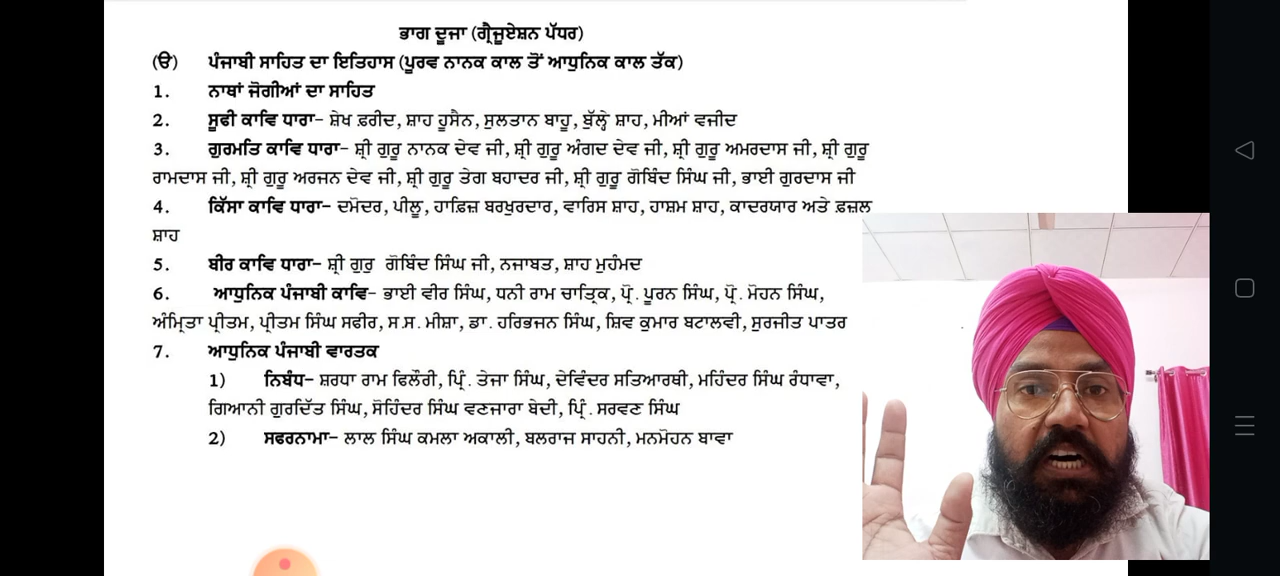 ਭਾਗ ਦੂਜਾ (ਗ੍ਰੈਜੂਏਸ਼ਨ ਪੱਧਰ)
(ੳ) ਪੰਜਾਬੀ ਸਾਹਿਤ ਦਾ ਇਤਿਹਾਸ (ਪੂਰਵ ਨਾਨਕ ਕਾਲ ਤੋਂ ਆਧੁਨਿਕ ਕਾਲ ਤੱਕ)
1. ਨਾਥਾਂ ਜੋਗੀਆਂ ਦਾ ਸਾਹਿਤ
2. ਸੂਫੀ ਕਾਵਿ ਧਾਰਾ– ਸ਼ੇਖ ਫ਼ਰੀਦ, ਸ਼ਾਹ ਹੂਸੈਨ, ਸੁਲਤਾਨ ਬਾਹੂ, ਬੁੱਲ੍ਹੇ ਸ਼ਾਹ, ਮੀਆਂ ਵਜੀਦ
3. ਗੁਰਮਤਿ ਕਾਵਿ ਧਾਰਾ– ਸ਼੍ਰੀ ਗੁਰੂ ਨਾਨਕ ਦੇਵ ਜੀ, ਸ਼੍ਰੀ ਗੁਰੂ ਅੰਗਦ ਦੇਵ ਜੀ, ਸ਼੍ਰੀ ਗੁਰੂ ਅਮਰਦਾਸ ਜੀ, ਸ਼੍ਰੀ ਗੁਰੂ
ਰਾਮਦਾਸ ਜੀ, ਸ਼੍ਰੀ ਗੁਰੂ ਅਰਜਨ ਦੇਵ ਜੀ, ਸ਼੍ਰੀ ਗੁਰੂ ਤੇਗ ਬਹਾਦਰ ਜੀ, ਸ਼੍ਰੀ ਗੁਰੂ ਗੋਬਿੰਦ ਸਿੰਘ ਜੀ, ਭਾਈ ਗੁਰਦਾਸ ਜੀ
4. ਕਿੱਸਾ ਕਾਵਿ ਧਾਰਾ– ਦਮੋਦਰ, ਪੀਲੂ, ਹਾਫ਼ਿਜ਼ ਬਰਖੁਰਦਾਰ, ਵਾਰਿਸ ਸ਼ਾਹ, ਹਾਸ਼ਮ ਸ਼ਾਹ, ਕਾਦਰਯਾਰ ਅਤੇ ਫ਼ਜ਼ਲ
ਸ਼ਾਹ
5. ਬੀਰ ਕਾਵਿ ਧਾਰਾ– ਸ਼੍ਰੀ ਗੁਰੁ ਗੋਬਿੰਦ ਸਿੰਘ ਜੀ, ਨਜਾਬਤ, ਸ਼ਾਹ ਮੁਹੰਮਦ
6. ਆਧੁਨਿਕ ਪੰਜਾਬੀ ਕਾਵਿ– ਭਾਈ ਵੀਰ ਸਿੰਘ, ਧਨੀ ਰਾਮ ਚਾਤ੍ਰਿਕ, ਪ੍ਰੋ. ਪੂਰਨ ਸਿੰਘ, ਪ੍ਰੋ. ਮੋਹਨ ਸਿੰਘ,
ਅੰਮ੍ਰਿਤਾ ਪ੍ਰੀਤਮ, ਪ੍ਰੀਤਮ ਸਿੰਘ ਸਫੀਰ, ਸ.ਸ. ਮੀਸ਼ਾ, ਡਾ. ਹਰਿਭਜਨ ਸਿੰਘ, ਸ਼ਿਵ ਕੁਮਾਰ ਬਟਾਲਵੀ, ਸੁਰਜੀਤ ਪਾਤਰ
7. ਆਧੁਨਿਕ ਪੰਜਾਬੀ ਵਾਰਤਕ
1) ਨਿਬੰਧ– ਸ਼ਰਧਾ ਰਾਮ ਫਿਲੌਰੀ, ਪ੍ਰਿੰ. ਤੇਜਾ ਸਿੰਘ, ਦੇਵਿੰਦਰ ਸਤਿਆਰਥੀ, ਮਹਿੰਦਰ ਸਿੰਘ ਰੰਧਾਵਾ,
ਗਿਆਨੀ ਗੁਰਦਿੱਤ ਸਿੰਘ, ਸੋਹਿੰਦਰ ਸਿੰਘ ਵਣਜਾਰਾ ਬੇਦੀ, ਪ੍ਰਿੰ. ਸਰਵਣ ਸਿੰਘ
2) ਸਫਰਨਾਮਾ– ਲਾਲ ਸਿੰਘ ਕਮਲਾ ਅਕਾਲੀ, ਬਲਰਾਜ ਸਾਹਨੀ, ਮਨਮੋਹਨ ਬਾਵਾ